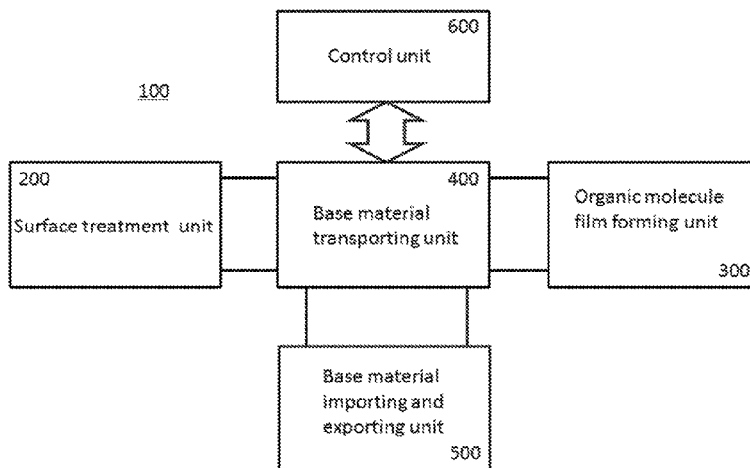 600
Control unit
100
200
Surface treatment unit
400
Base material
transporting unit
Organic molecule
film forming unit
300
Base material
importing and
exporting unit
500